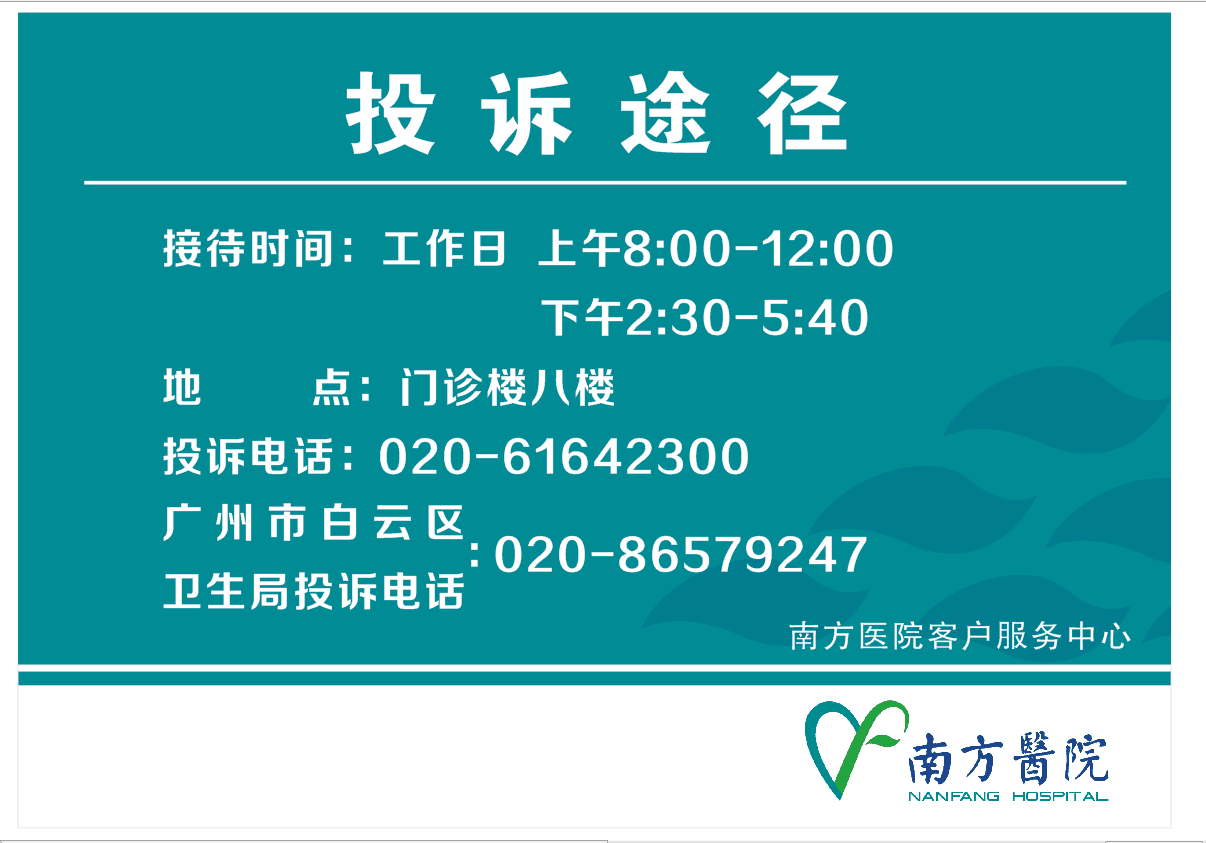 投诉途径
接待时间：工作日 上午8:00-12:00
下午2:30-5:40
地 点：门诊楼八楼
投诉电话：020-61642300
广州市白云区
卫生局投诉电话：020-86579247
南方医院客户服务中心
南方醫院
NANFANG HOSPITAL